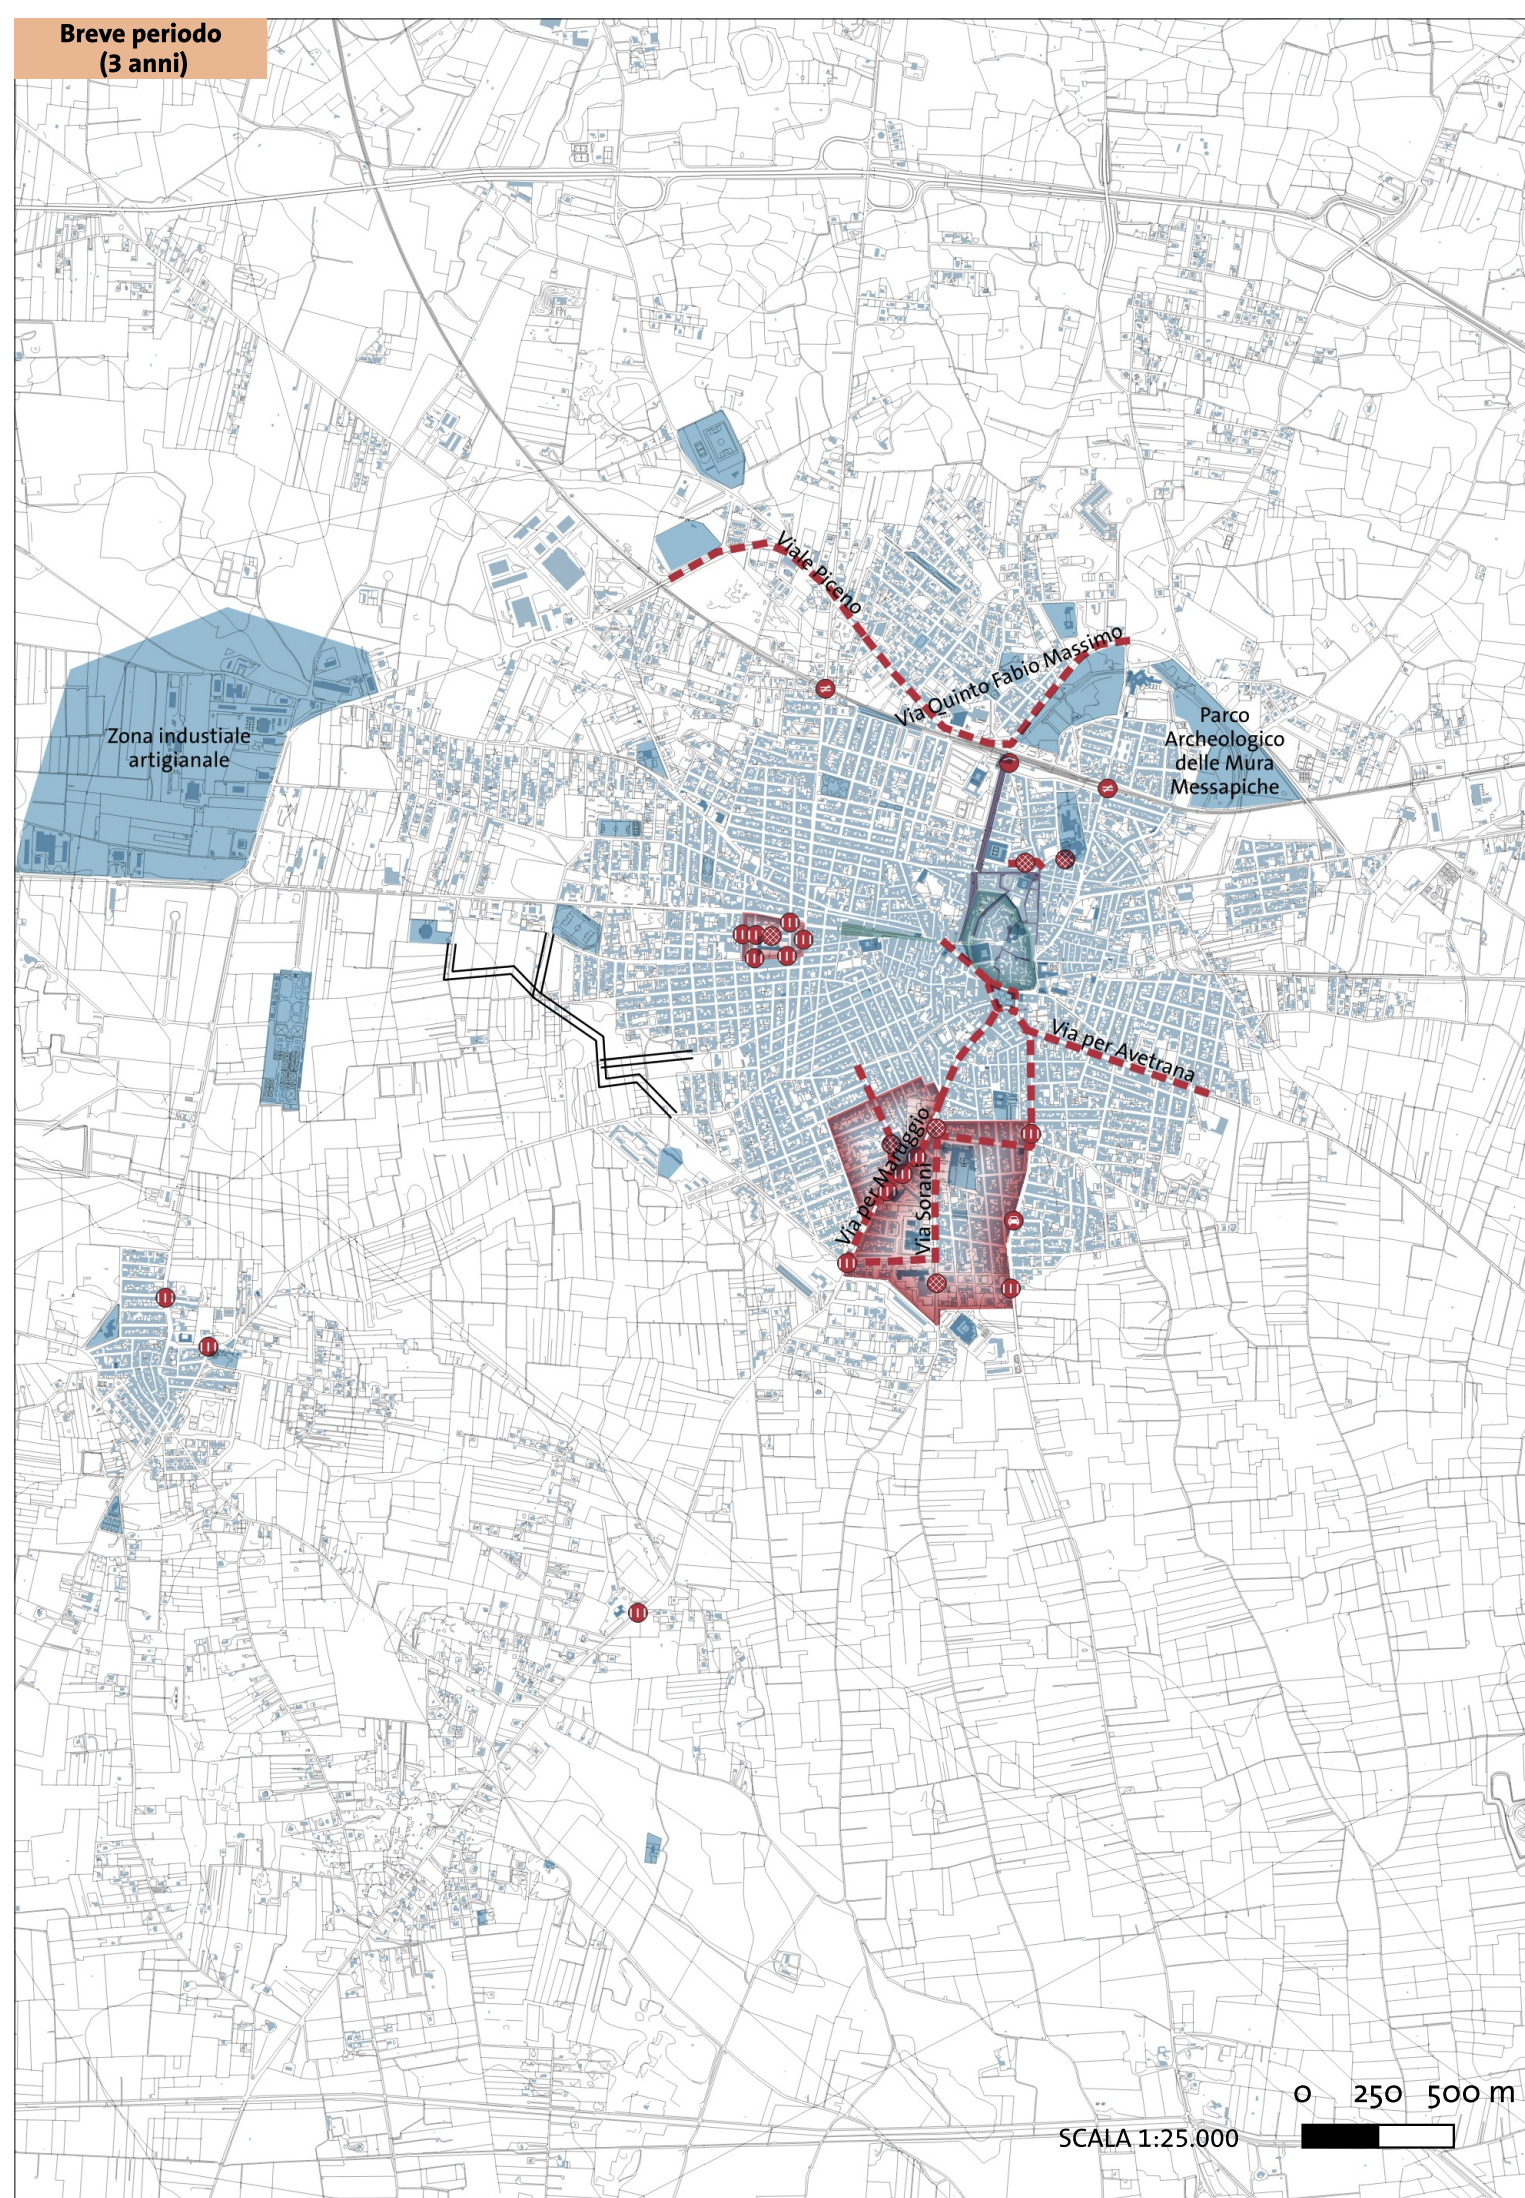 Breve periodo
(3 anni)
Viale Piceno
Via Quinto Fabio Massimo
Parco
Archeologico
delle Mura
Messapiche
Zona industiale
artigianale
Via per Avetrana
Via per Maruggio
Via Sorani
0 250 500 m
SCALA 1:25.000